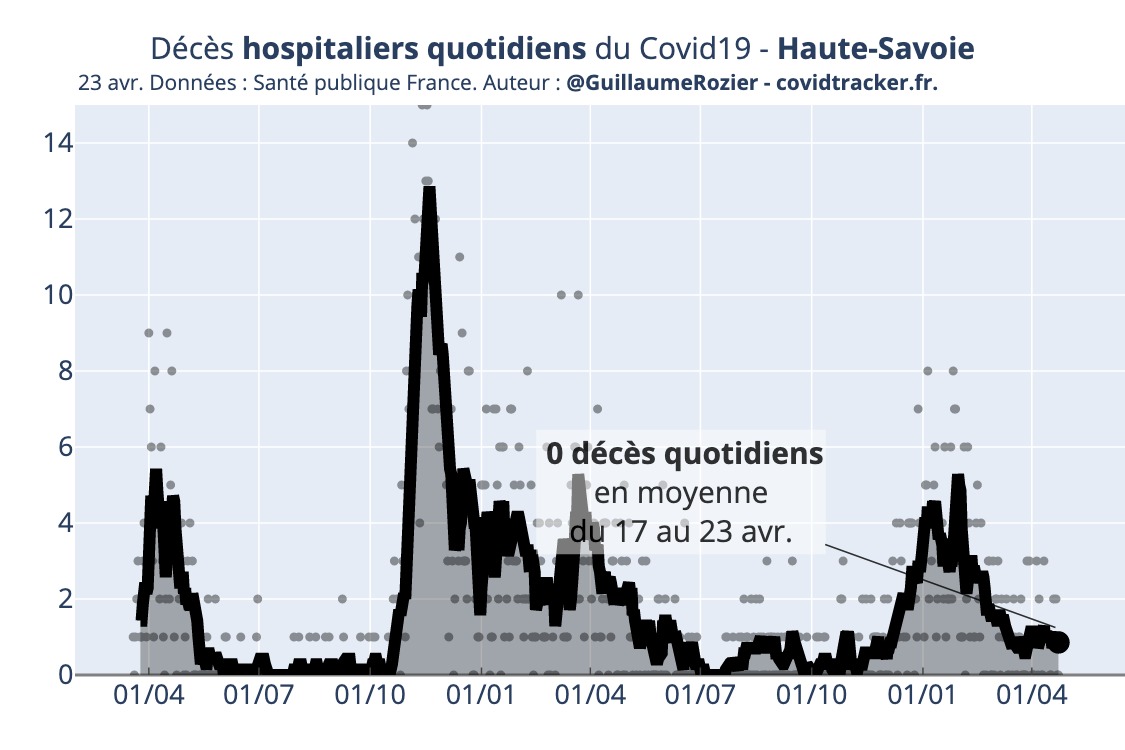 Décès hospitaliers quotidiens du Covid19 - Haute-Savoie
23 avr. Données : Santé publique France. Auteur : @GuillaumeRozier - covidtracker.fr.
14
12
10
8
6
4
2
0
0 décès quotidiens
en moyenne
du 17 au 23 avr.
01/04 01/07 01/10 01/01 01/04 01/07 01/10 01/01 01/04